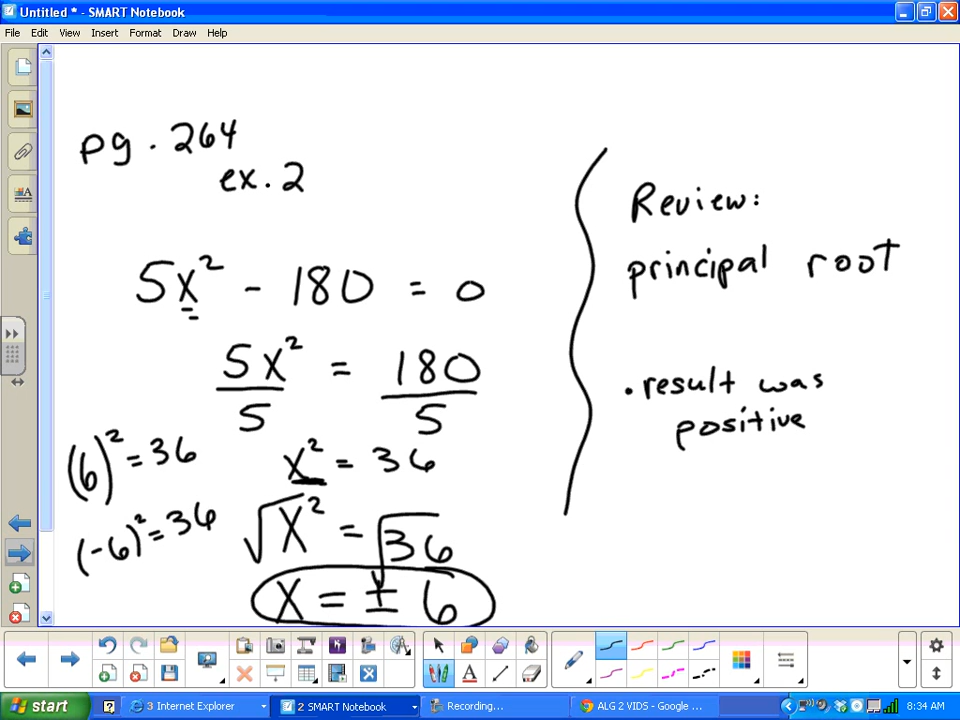 Untitled * - SMART Notebook
File Edit View Insert Format Draw Help
pg. 264
ex. 2
5x² - 180 = 0
5x² = 180
5 5
x² = 36
√x² = √36
x = ± 6
(6)² = 36
(-6)² = 36
Review:
principal root
• result was
positive
start
3 Internet Explorer
2 SMART Notebook
Recording...
ALG 2 VIDS - Google ...
8:34 AM